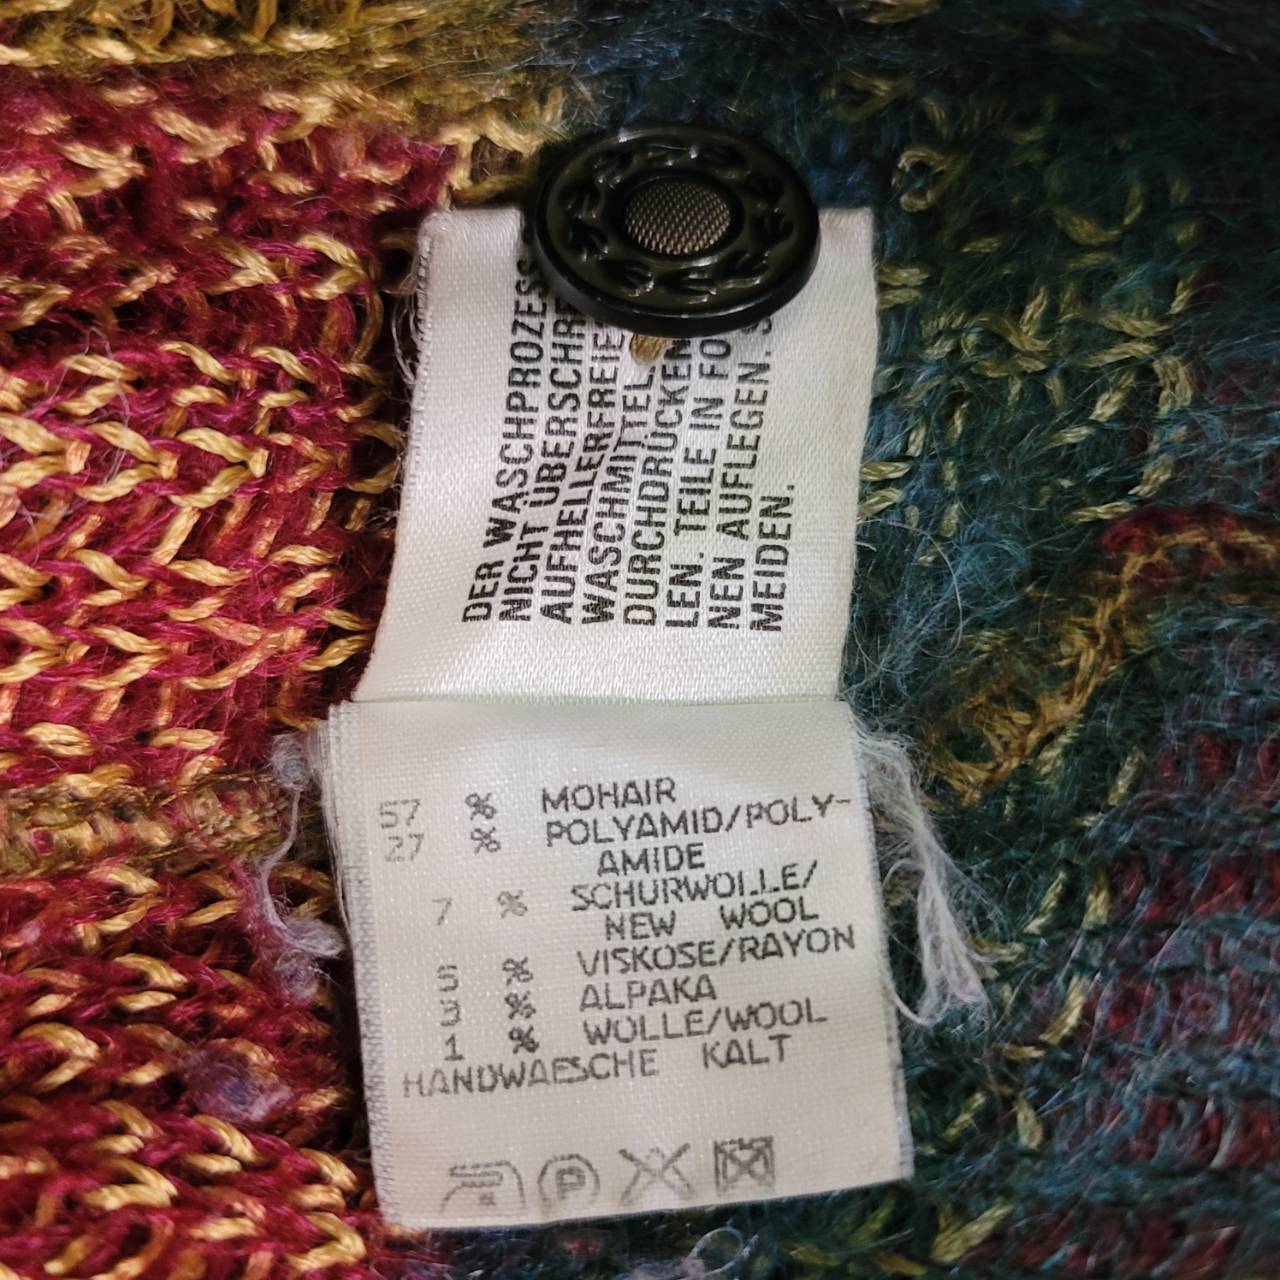 DER WASCHPROZESS
NICHT ÜBERSCHRE
AUFHELLERFREIE
WASCHMITTEL
DURCHDRÜCKEN
LEN. TEILE IN FO
NEN AUFLEGEN. S
MEIDEN.
57 % MOHAIR
27 % POLYAMID/POLY-
AMIDE
7 % SCHURWOLLE/
NEW WOOL
5 % VISKOSE/RAYON
3 % ALPAKA
1 % WOLLE/WOOL
HANDWAESCHE KALT
P